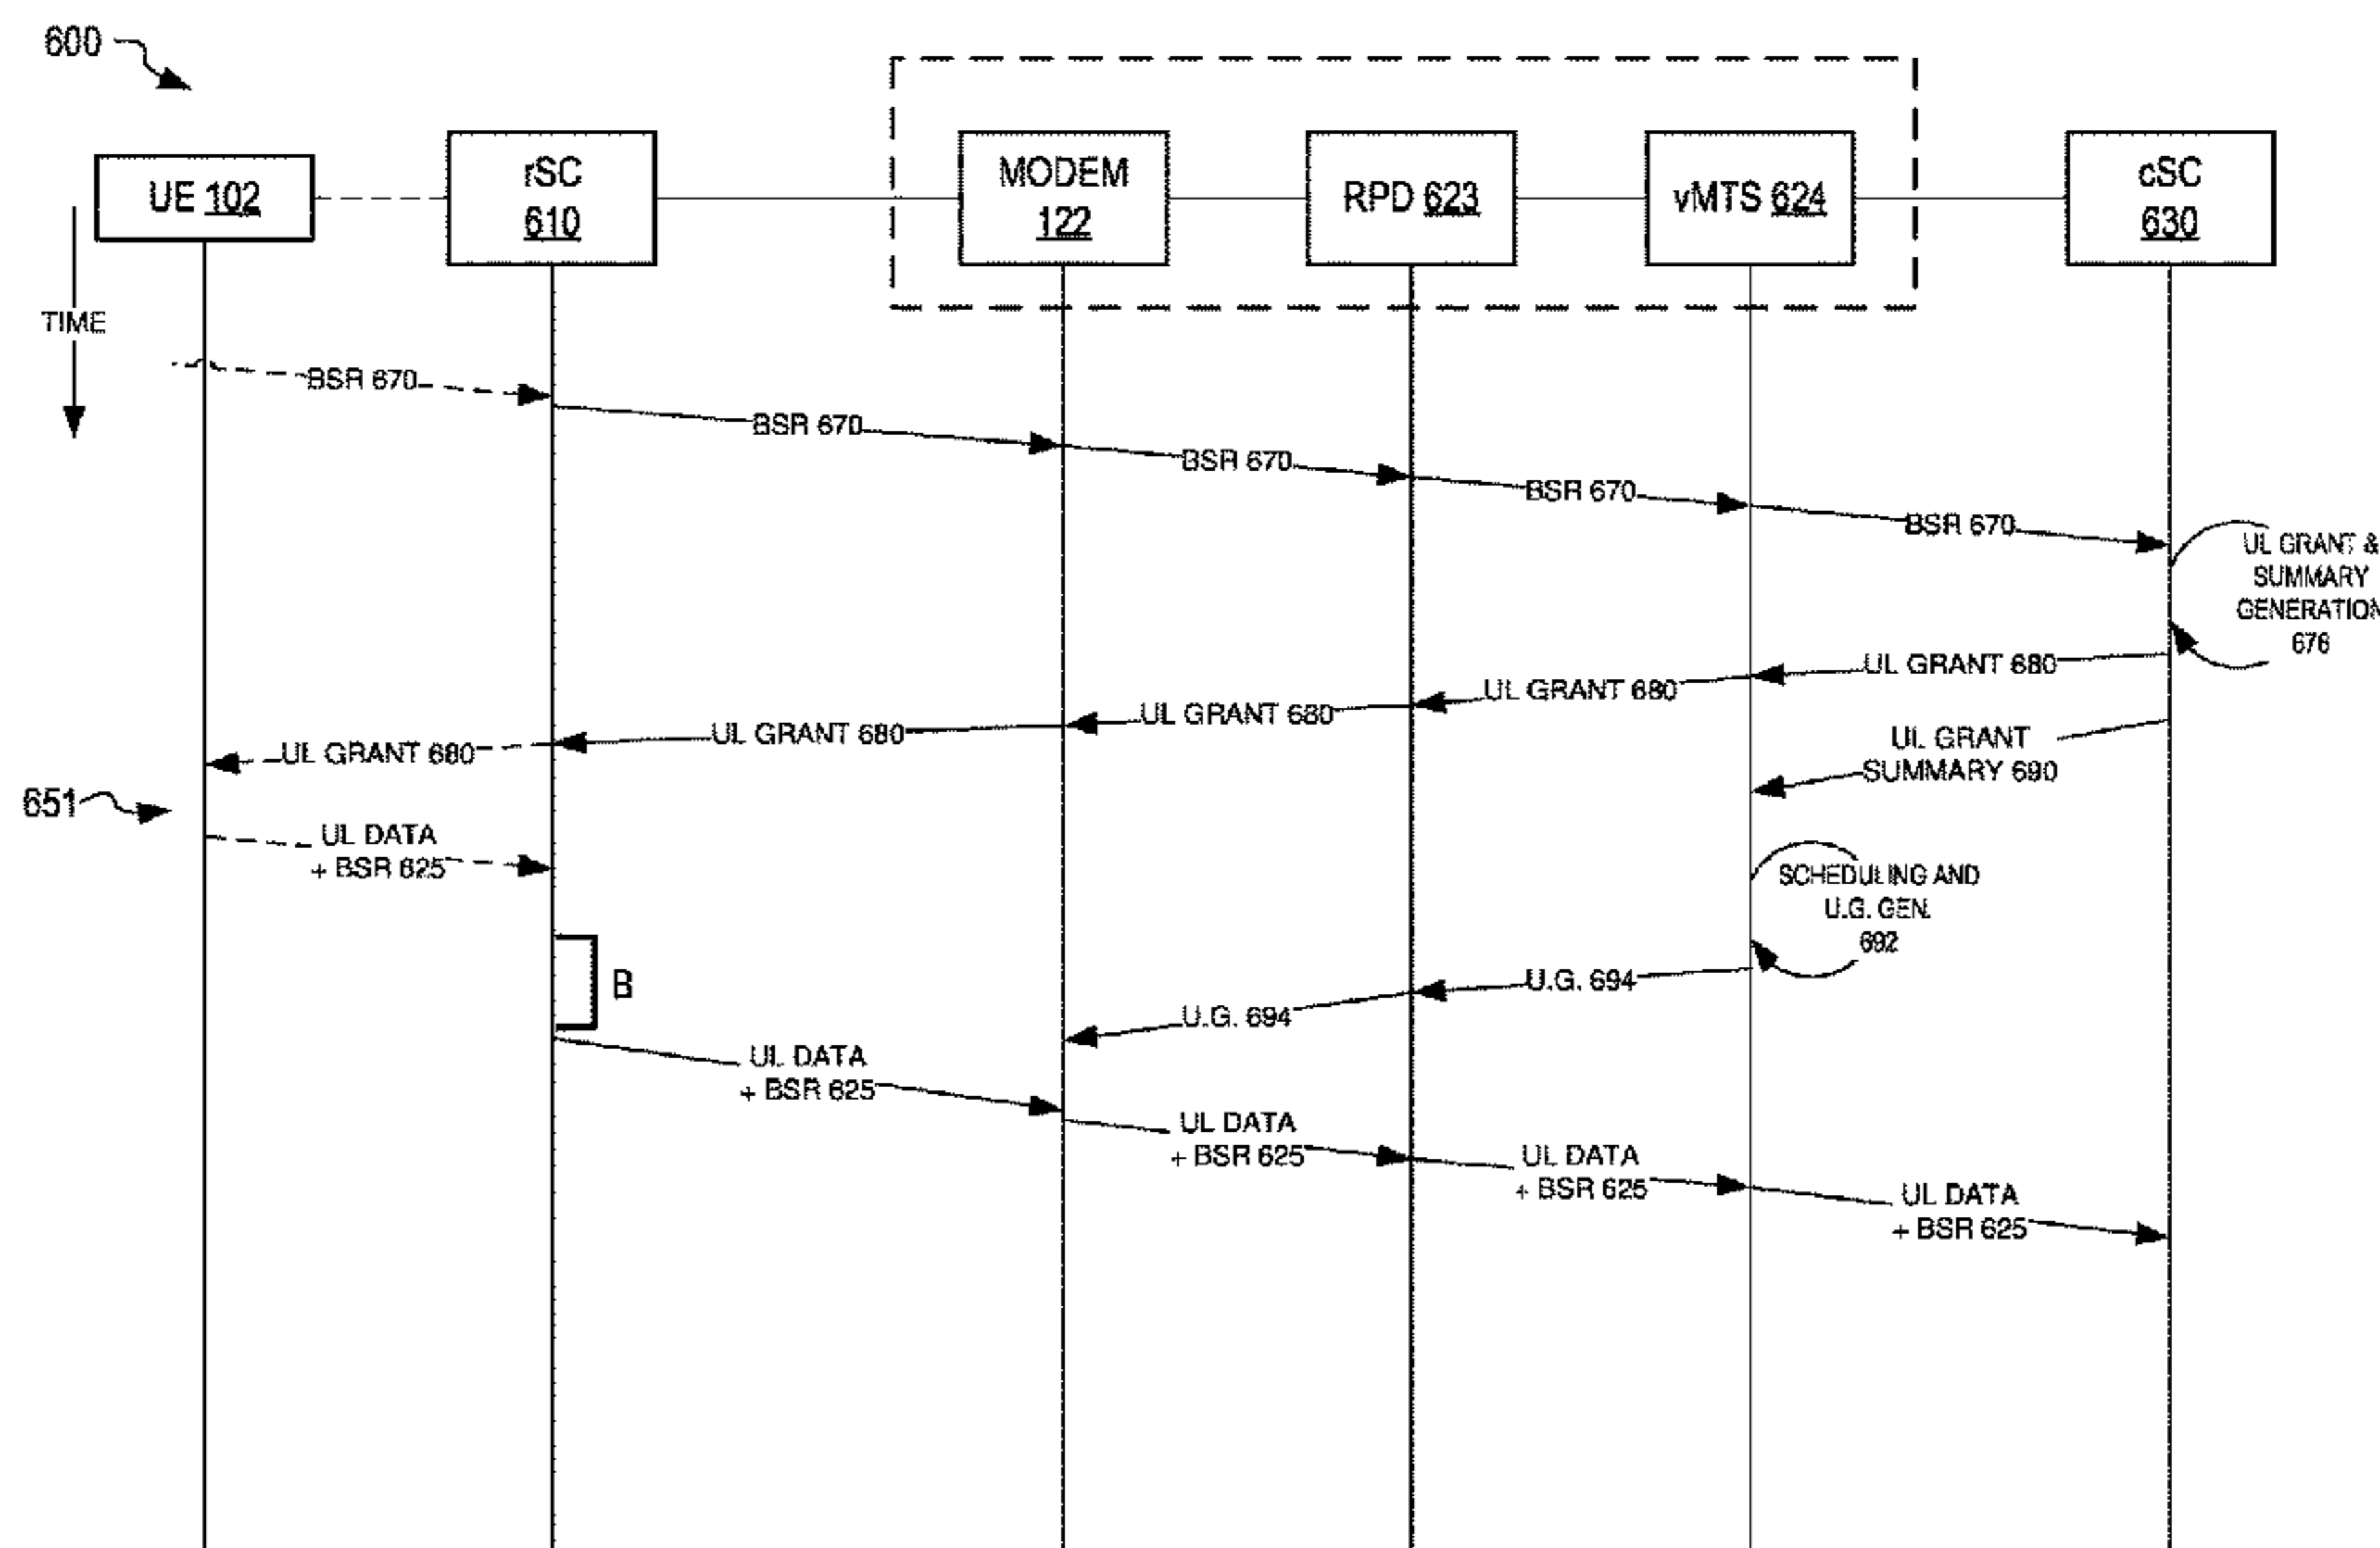 600
UE 102
rSC
610
MODEM
122
RPD 623
vMTS 624
cSC
630
TIME
BSR 670
BSR 670
BSR 670
BSR 670
BSR 670
UL GRANT &
SUMMARY
GENERATION
676
UL GRANT 680
UL GRANT 680
UL GRANT 680
UL GRANT 680
UL GRANT 680
UL GRANT
SUMMARY 690
651
UL DATA
+ BSR 625
SCHEDULING AND
U.G. GEN.
692
B
U.G. 694
U.G. 694
UL DATA
+ BSR 625
UL DATA
+ BSR 625
UL DATA
+ BSR 625
UL DATA
+ BSR 625